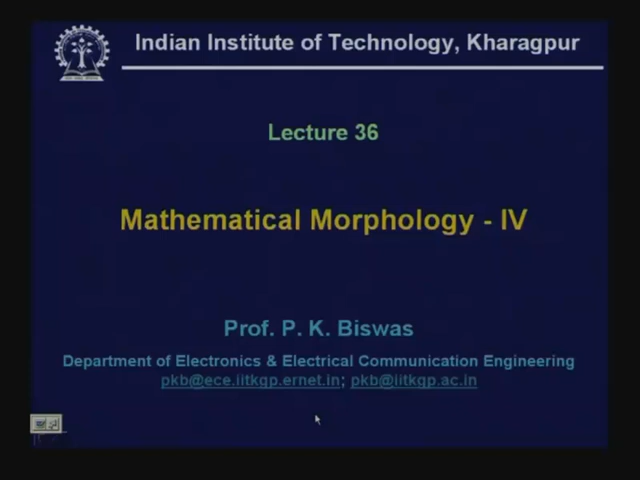 Indian Institute of Technology, Kharagpur
Lecture 36
Mathematical Morphology - IV
Prof. P. K. Biswas
Department of Electronics & Electrical Communication Engineering
pkb@ece.iitkgp.ernet.in; pkb@iitkgp.ac.in